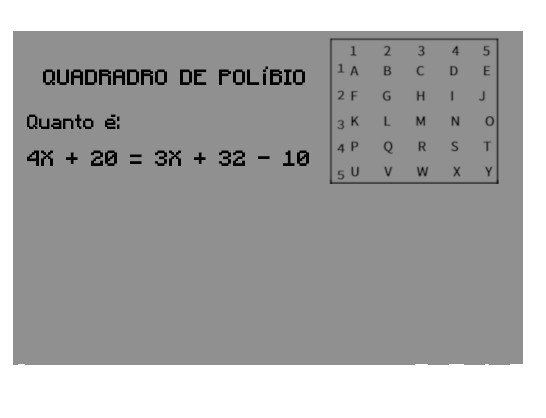 QUADRADRO DE POLíBIO
Quanto é:
4X + 20 = 3X + 32 - 10
1 2 3 4 5
1 A B C D E
2 F G H I J
3 K L M N O
4 P Q R S T
5 U V W X Y